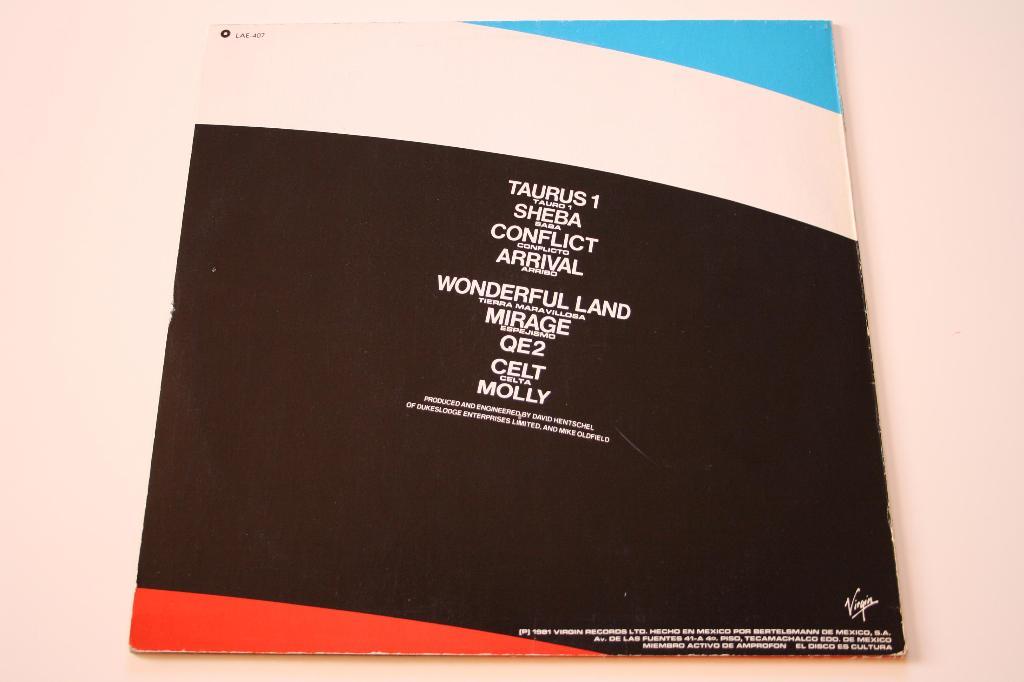 LAE-407
TAURUS 1
TAURO 1
SHEBA
SABA
CONFLICT
CONFLICTO
ARRIVAL
ARRIBO
WONDERFUL LAND
TIERRA MARAVILLOSA
MIRAGE
ESPEJISMO
QE2
CELT
CELTA
MOLLY
PRODUCED AND ENGINEERED BY DAVID HENTSCHEL
OF DUKESLODGE ENTERPRISES LIMITED, AND MIKE OLDFIELD
Virgin
(P) 1981 VIRGIN RECORDS LTD. HECHO EN MEXICO POR BERTELSMANN DE MEXICO, S.A.
Av. DE LAS FUENTES 41-A 4o. PISO, TECAMACHALCO EDO. DE MEXICO
MIEMBRO ACTIVO DE AMPROFON EL DISCO ES CULTURA